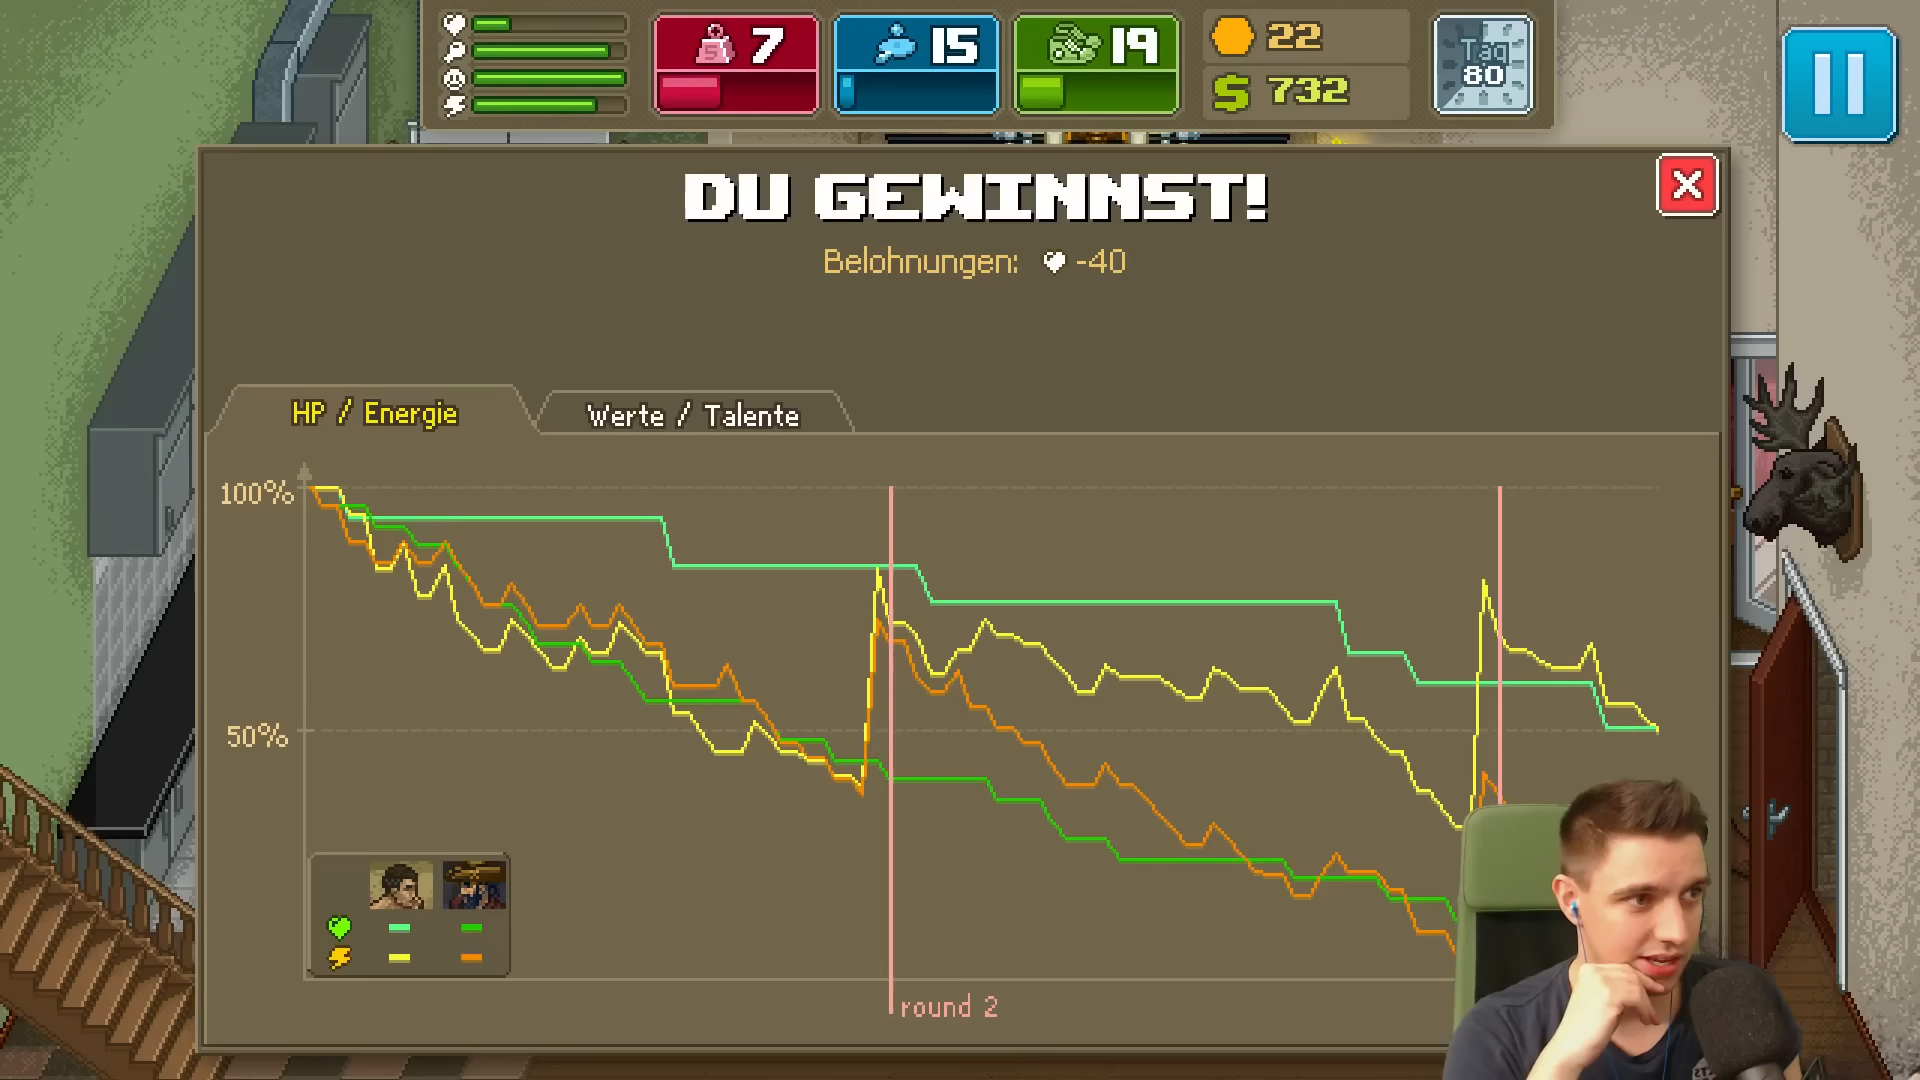 7
15
19
22
732
Tag
80
DU GEWINNST!
Belohnungen: -40
HP / Energie
Werte / Talente
100%
50%
round 2